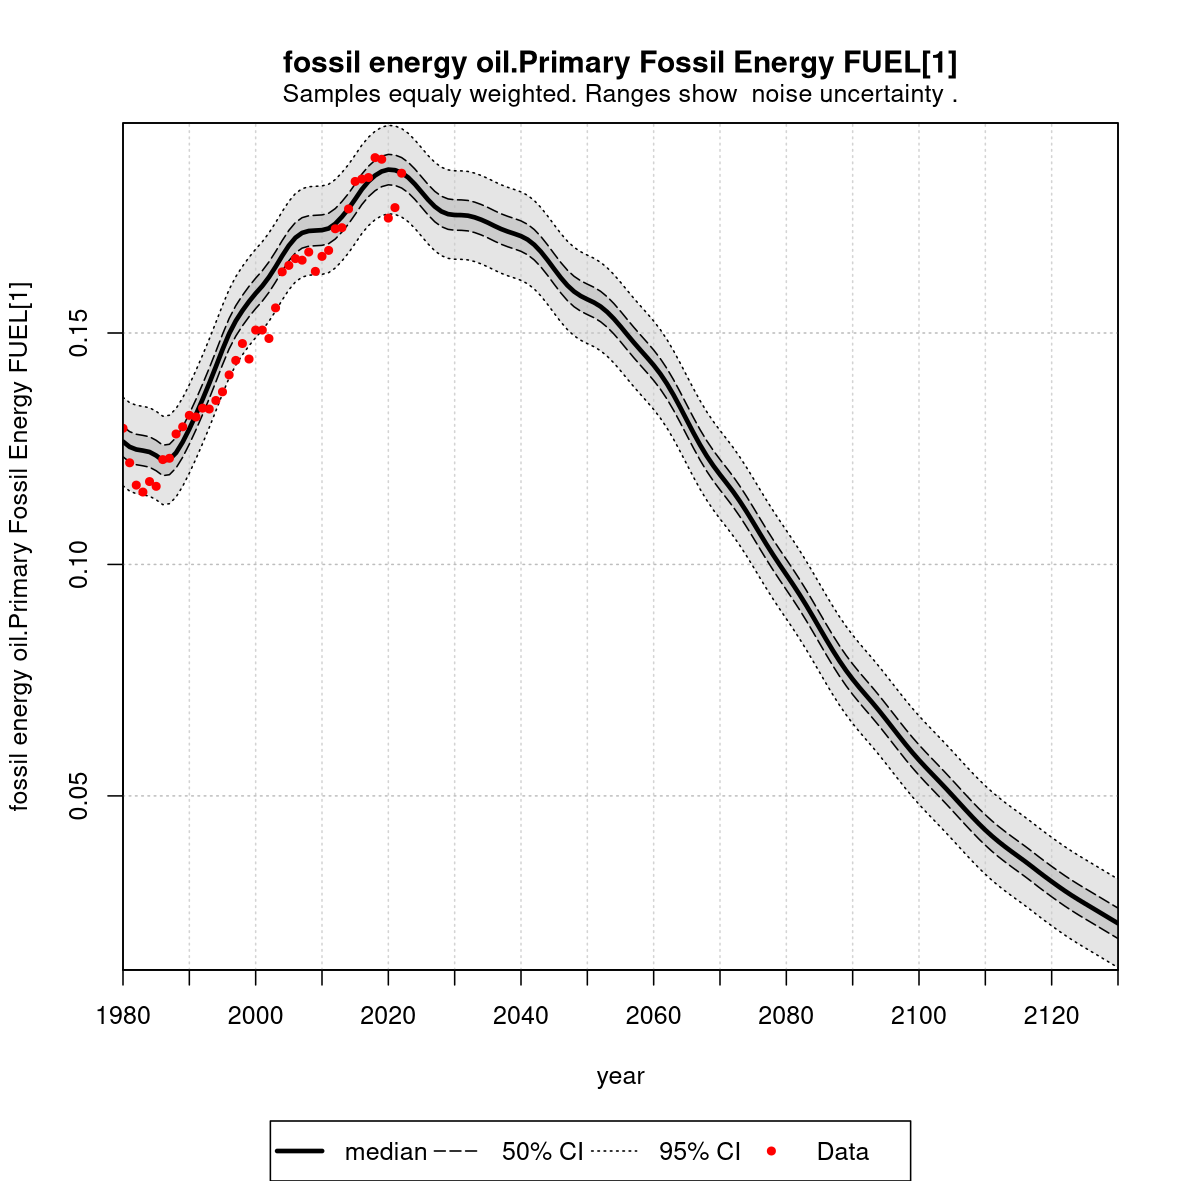 fossil energy oil.Primary Fossil Energy FUEL[1]
Samples equaly weighted. Ranges show  noise uncertainty .
fossil energy oil.Primary Fossil Energy FUEL[1]
0.15
0.10
0.05
1980 2000 2020 2040 2060 2080 2100 2120
year
median 50% CI 95% CI Data